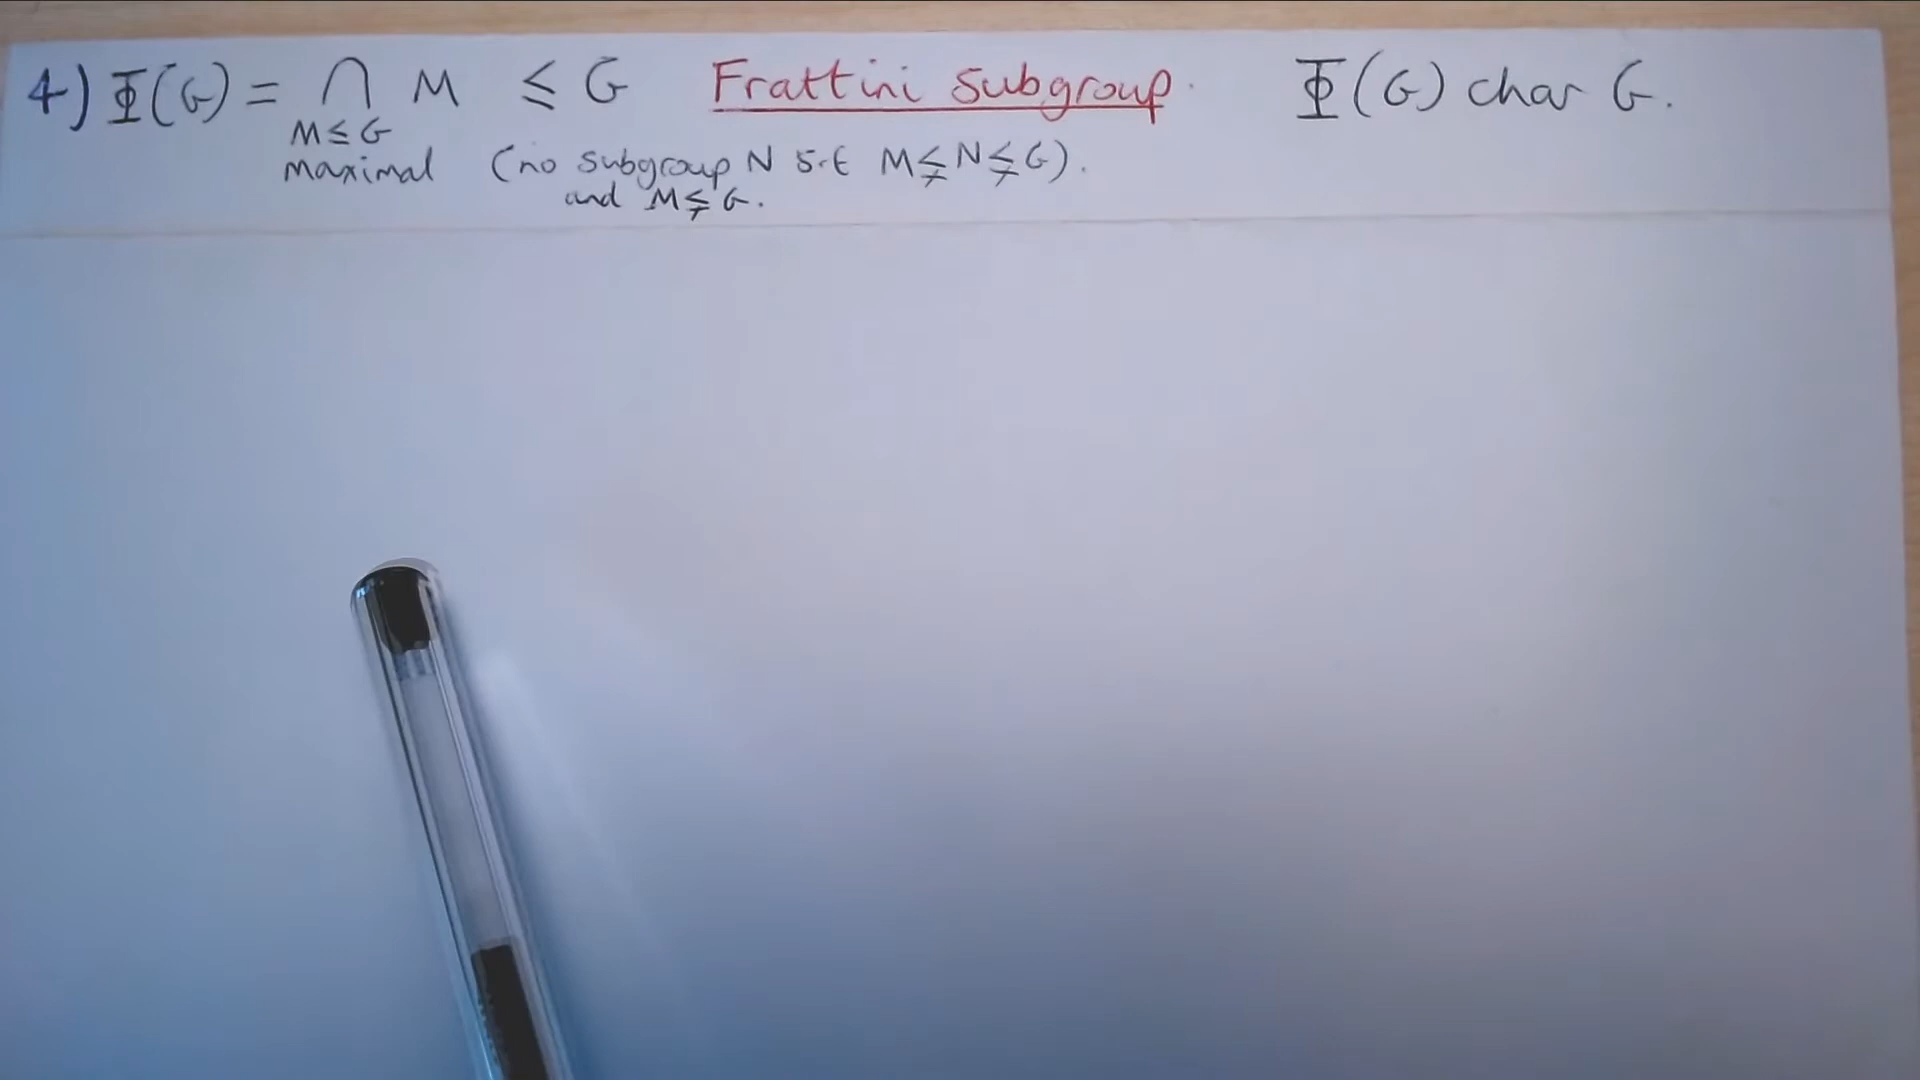 4) Φ(G) = ∩ M ≤ G Frattini Subgroup. Φ(G) char G.
M≤G
maximal (no subgroup N s.t M⪇N⪇G).
and M⪇G.